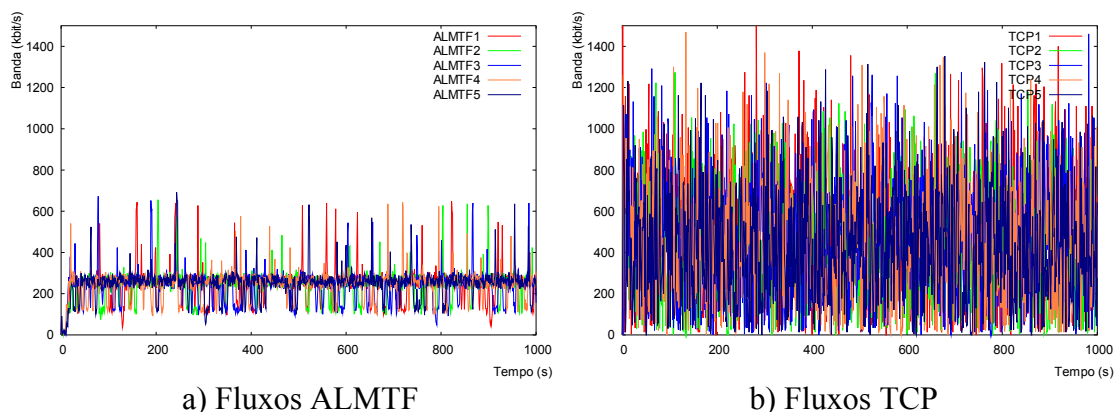 Banda (kbit/s)
1400
1200
1000
800
600
400
200
0
ALMTF1
ALMTF2
ALMTF3
ALMTF4
ALMTF5
0
200
400
600
800
1000
Tempo (s)
a) Fluxos ALMTF
Banda (kbit/s)
1400
1200
1000
800
600
400
200
0
TCP1
TCP2
TCP3
TCP4
TCP5
0
200
400
600
800
1000
Tempo (s)
b) Fluxos TCP